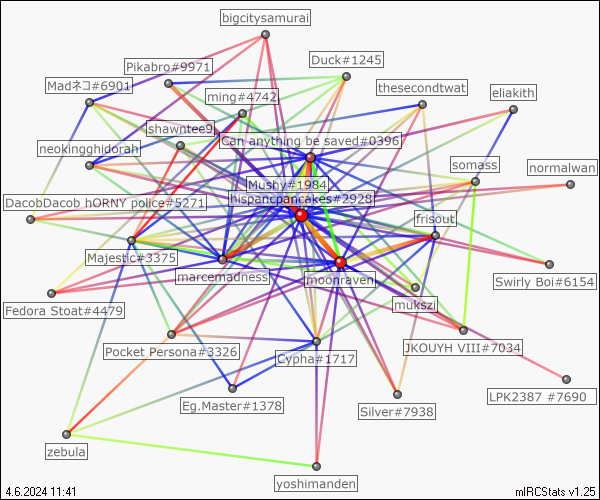 bigcitysamurai
Duck#1245
Pikabro#9971
Madネコ#6901
thesecondtwat
eliakith
ming#4742
shawntee9
Can anything be saved#0396
neokingghidorah
somass
normalwan
Mushy#1984
hispancpancakes#2928
DacobDacob hORNY police#5271
frisout
Majestic#3375
marcemadness
moonraven
Swirly Boi#6154
mukszi
Fedora Stoat#4479
JKOUYH VIII#7034
Pocket Persona#3326
Cypha#1717
LPK2387 #7690
Eg.Master#1378
Silver#7938
zebula
yoshimanden
4.6.2024 11:41
mIRCStats v1.25